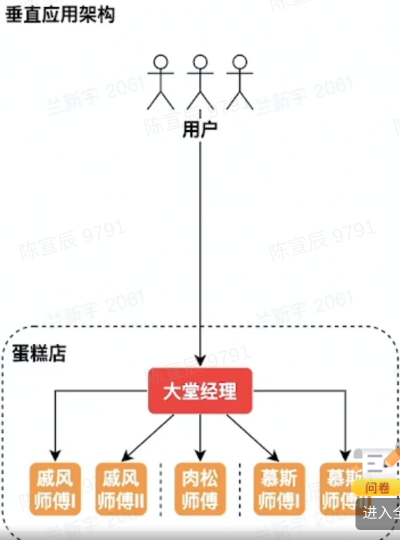 垂直应用架构
兰新宇 2061
陈宣辰 9791
用户
陈宣辰 9791
陈宣辰 9791
兰新宇 2061
兰新宇 2061
蛋糕店
陈宣辰 9791
大堂经理
戚风
师傅I
戚风
师傅II
肉松
师傅
慕斯
师傅I
慕斯
师傅
问卷
进入全